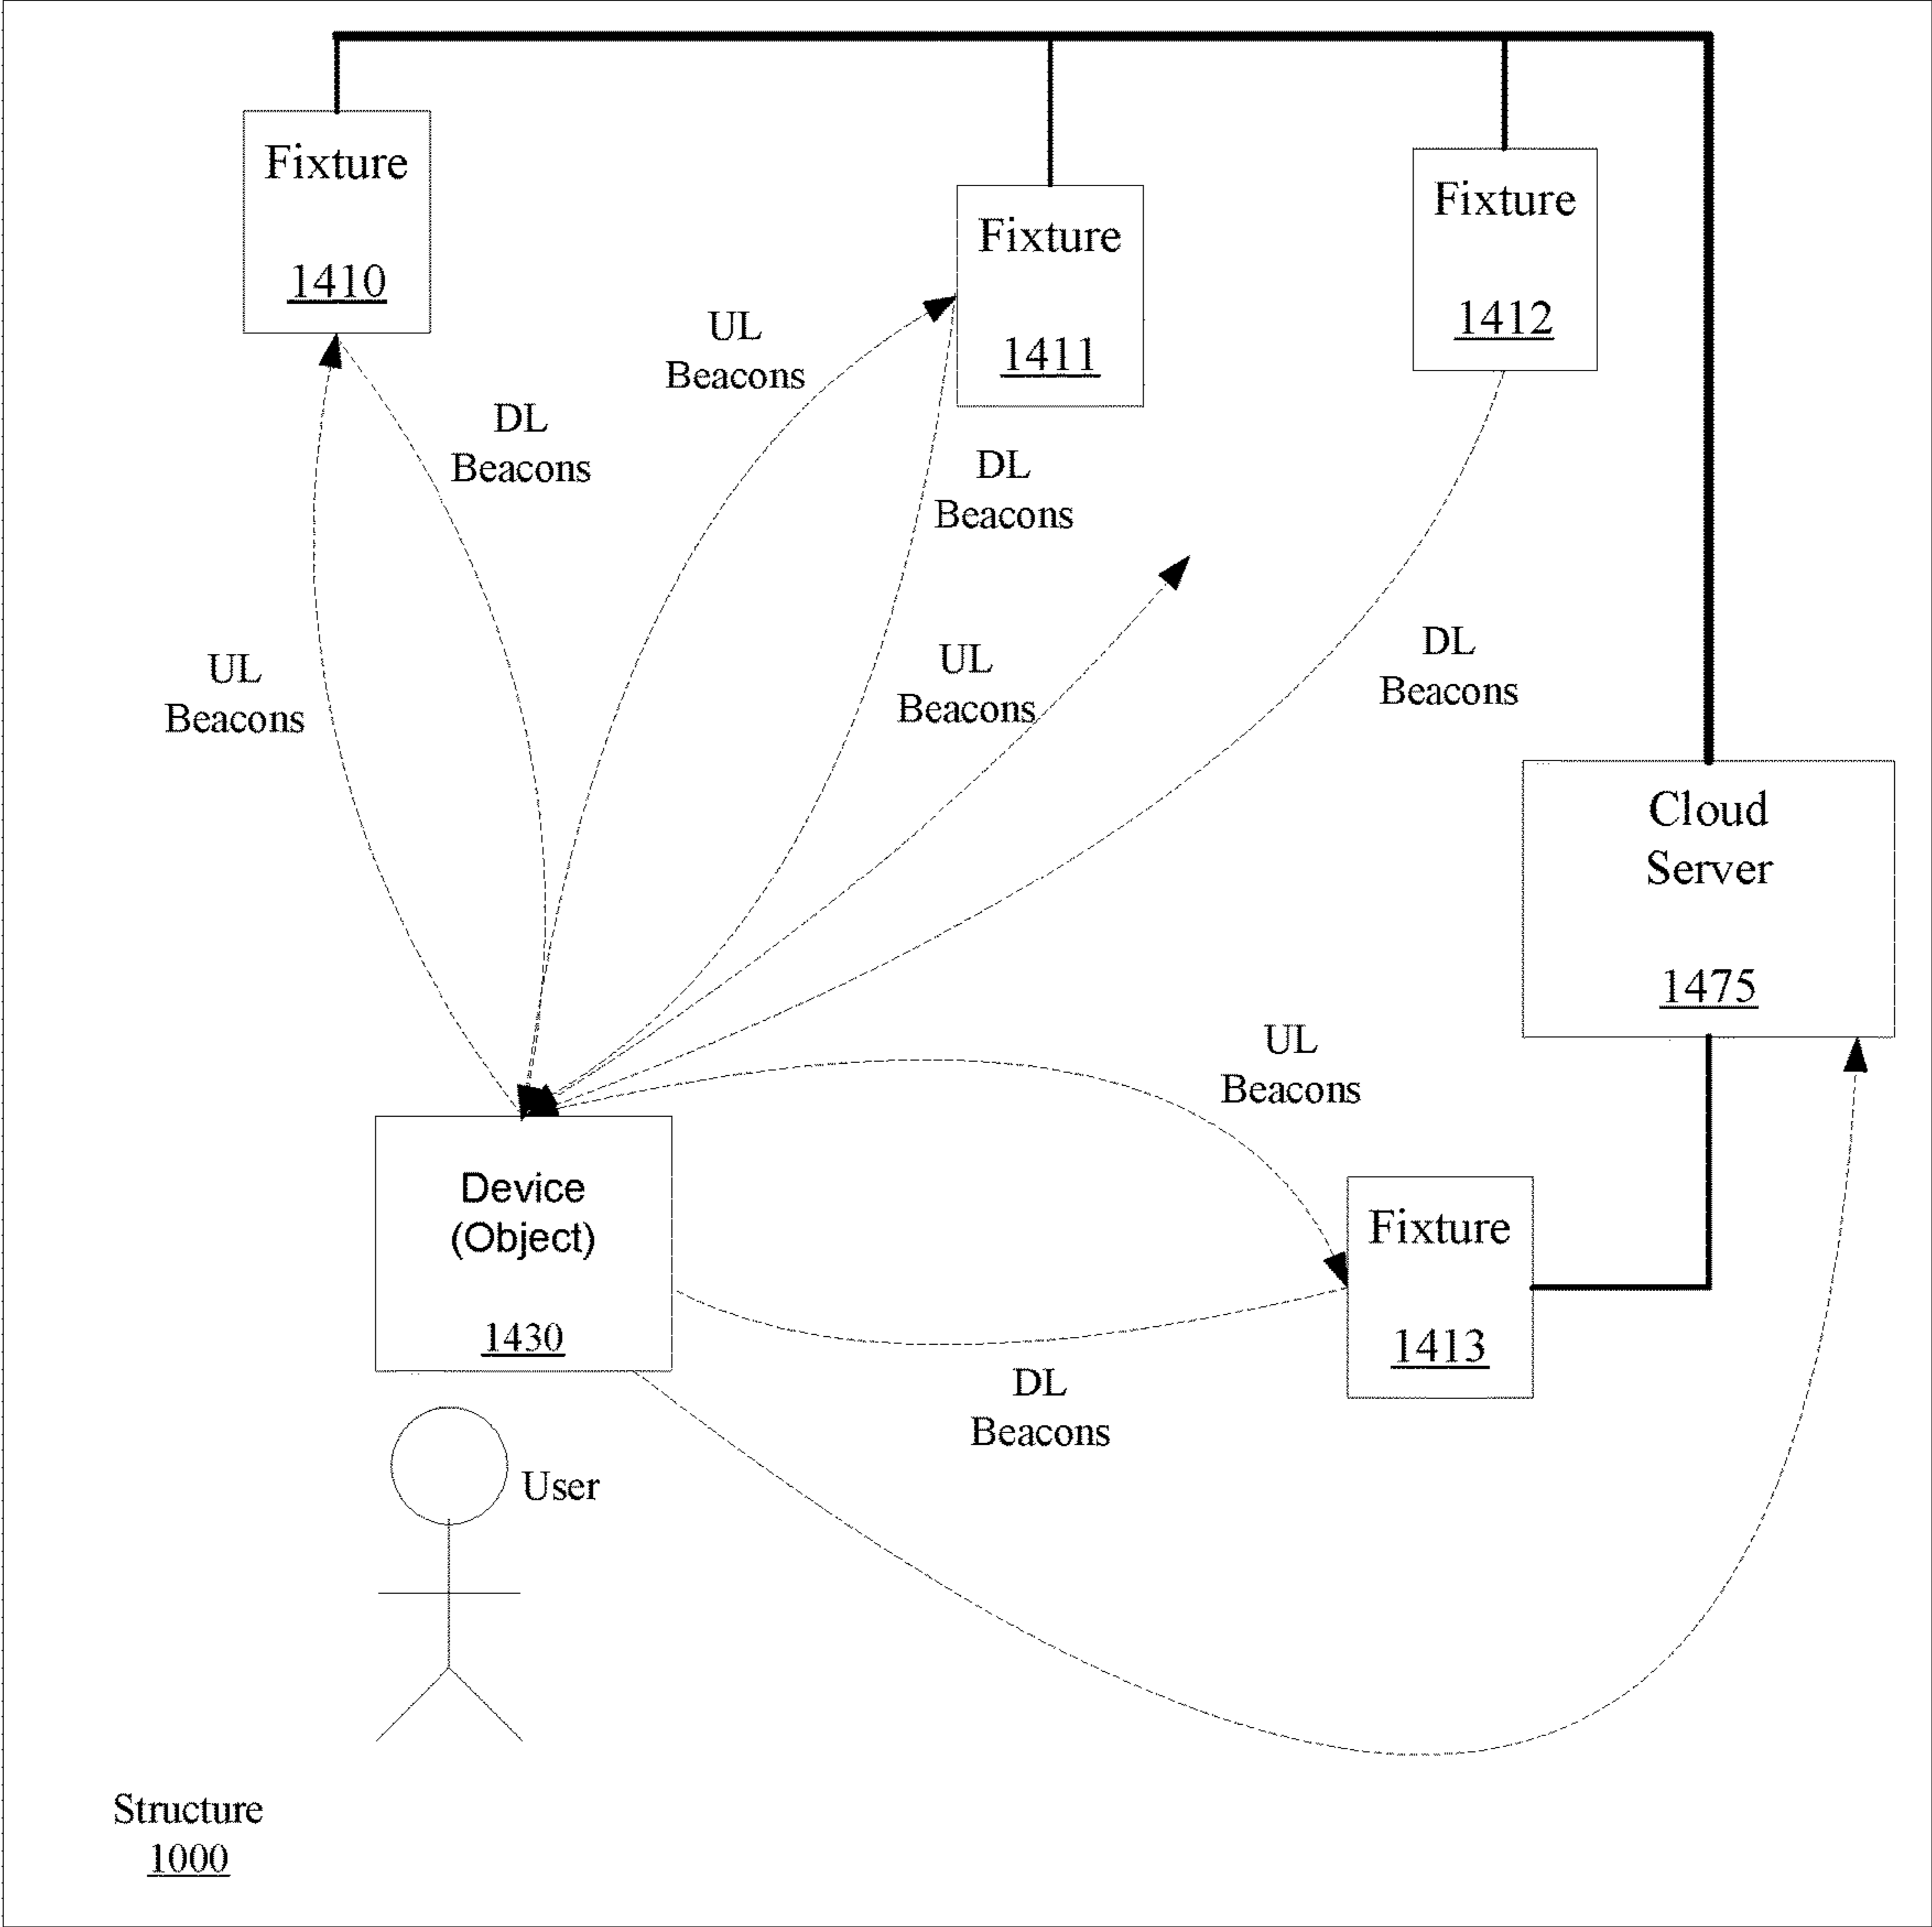 Fixture
1410
Fixture
1411
Fixture
1412
UL
Beacons
DL
Beacons
DL
Beacons
UL
Beacons
UL
Beacons
DL
Beacons
Cloud
Server
1475
UL
Beacons
Device
(Object)
1430
Fixture
1413
DL
Beacons
User
Structure
1000